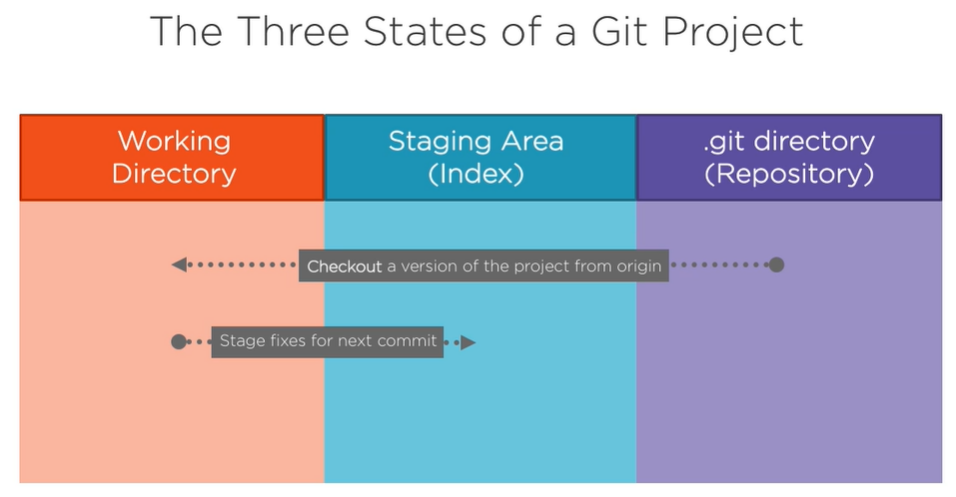 The Three States of a Git Project
Working
Directory
Staging Area
(Index)
.git directory
(Repository)
Checkout a version of the project from origin
Stage fixes for next commit